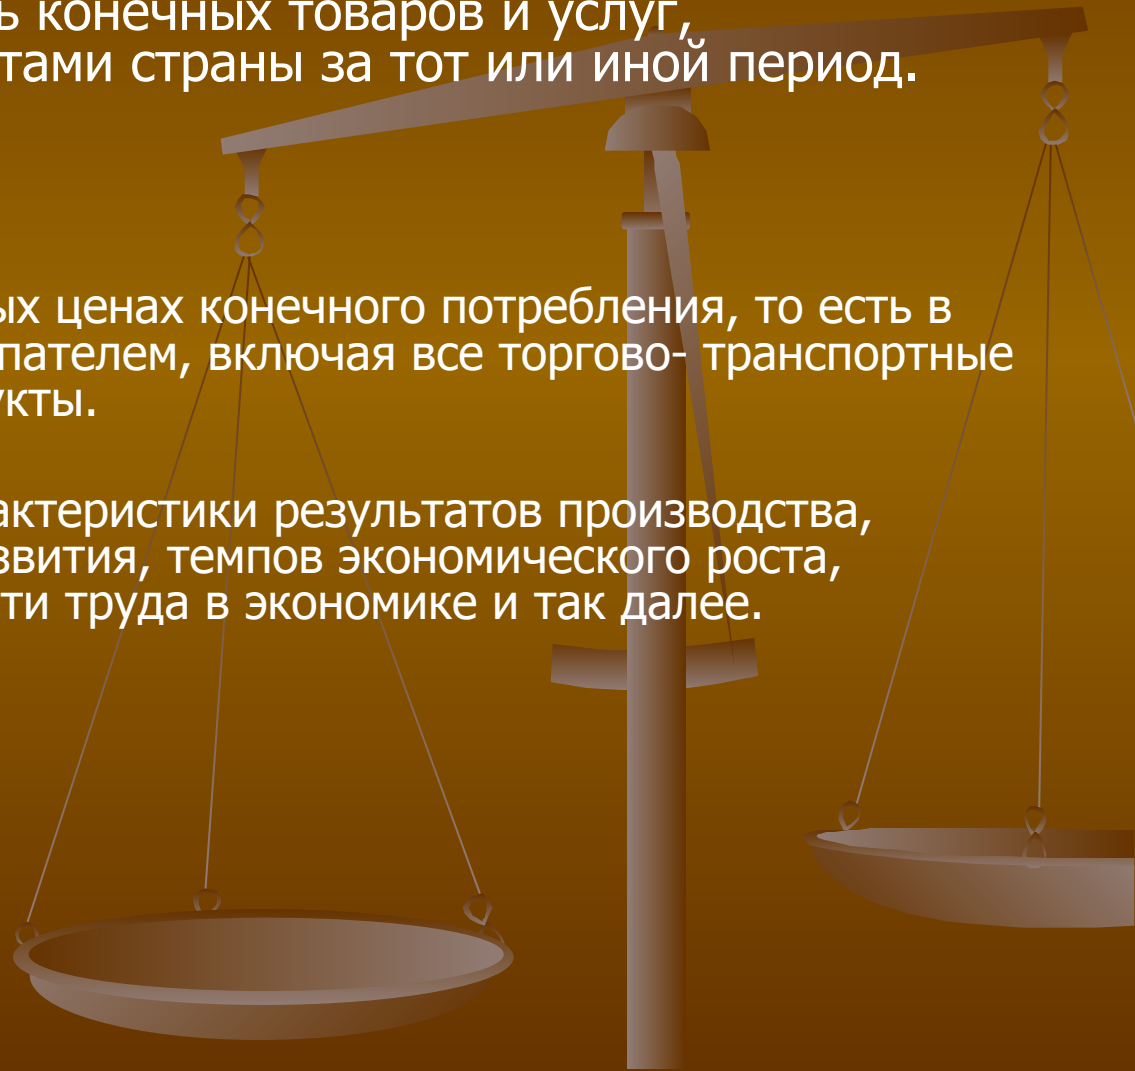 ь конечных товаров и услуг,
тами страны за тот или иной период.
ых ценах конечного потребления, то есть в
пателем, включая все торгово- транспортные
укты.
актеристики результатов производства,
звития, темпов экономического роста,
ти труда в экономике и так далее.